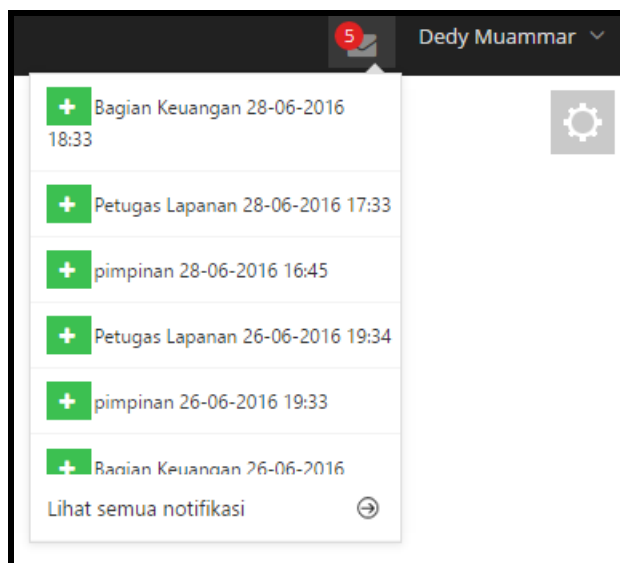 5
Dedy Muammar
Bagian Keuangan 28-06-2016
18:33
Petugas Lapanan 28-06-2016 17:33
pimpinan 28-06-2016 16:45
Petugas Lapanan 26-06-2016 19:34
pimpinan 26-06-2016 19:33
Bagian Keuangan 26-06-2016
Lihat semua notifikasi